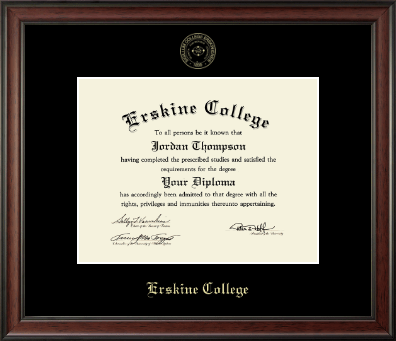 Erskine College
To all persons be it known that
Jordan Thompson
having completed the prescribed studies and satisfied the
requirements for the degree
Your Diploma
has accordingly been admitted to that degree with all the
rights, privileges and immunities thereunto appertaining.
Erskine College